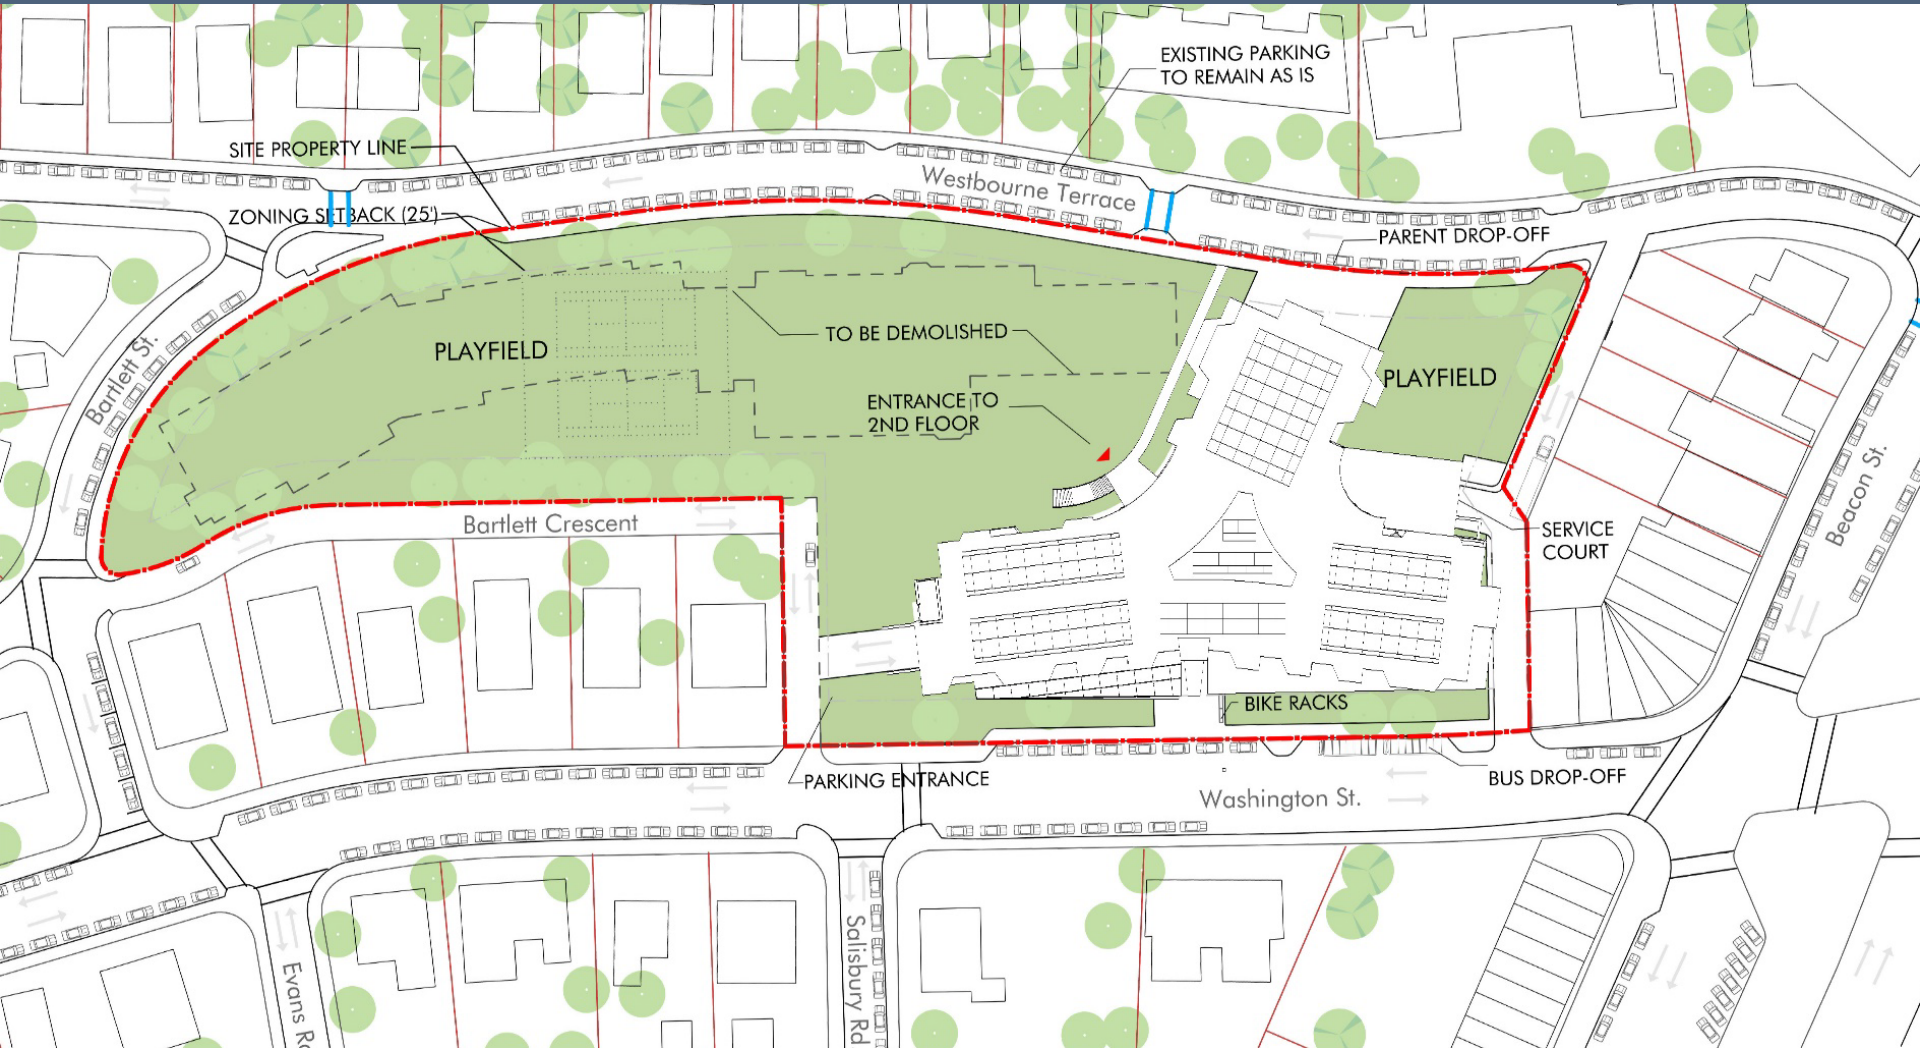 EXISTING PARKING
TO REMAIN AS IS
SITE PROPERTY LINE
Westbourne Terrace
ZONING SETBACK (25')
PARENT DROP-OFF
TO BE DEMOLISHED
PLAYFIELD
PLAYFIELD
Bartlett St.
ENTRANCE TO
2ND FLOOR
Beacon St.
Bartlett Crescent
SERVICE
COURT
BIKE RACKS
PARKING ENTRANCE
BUS DROP-OFF
Washington St.
Salisbury Rd
Evans R